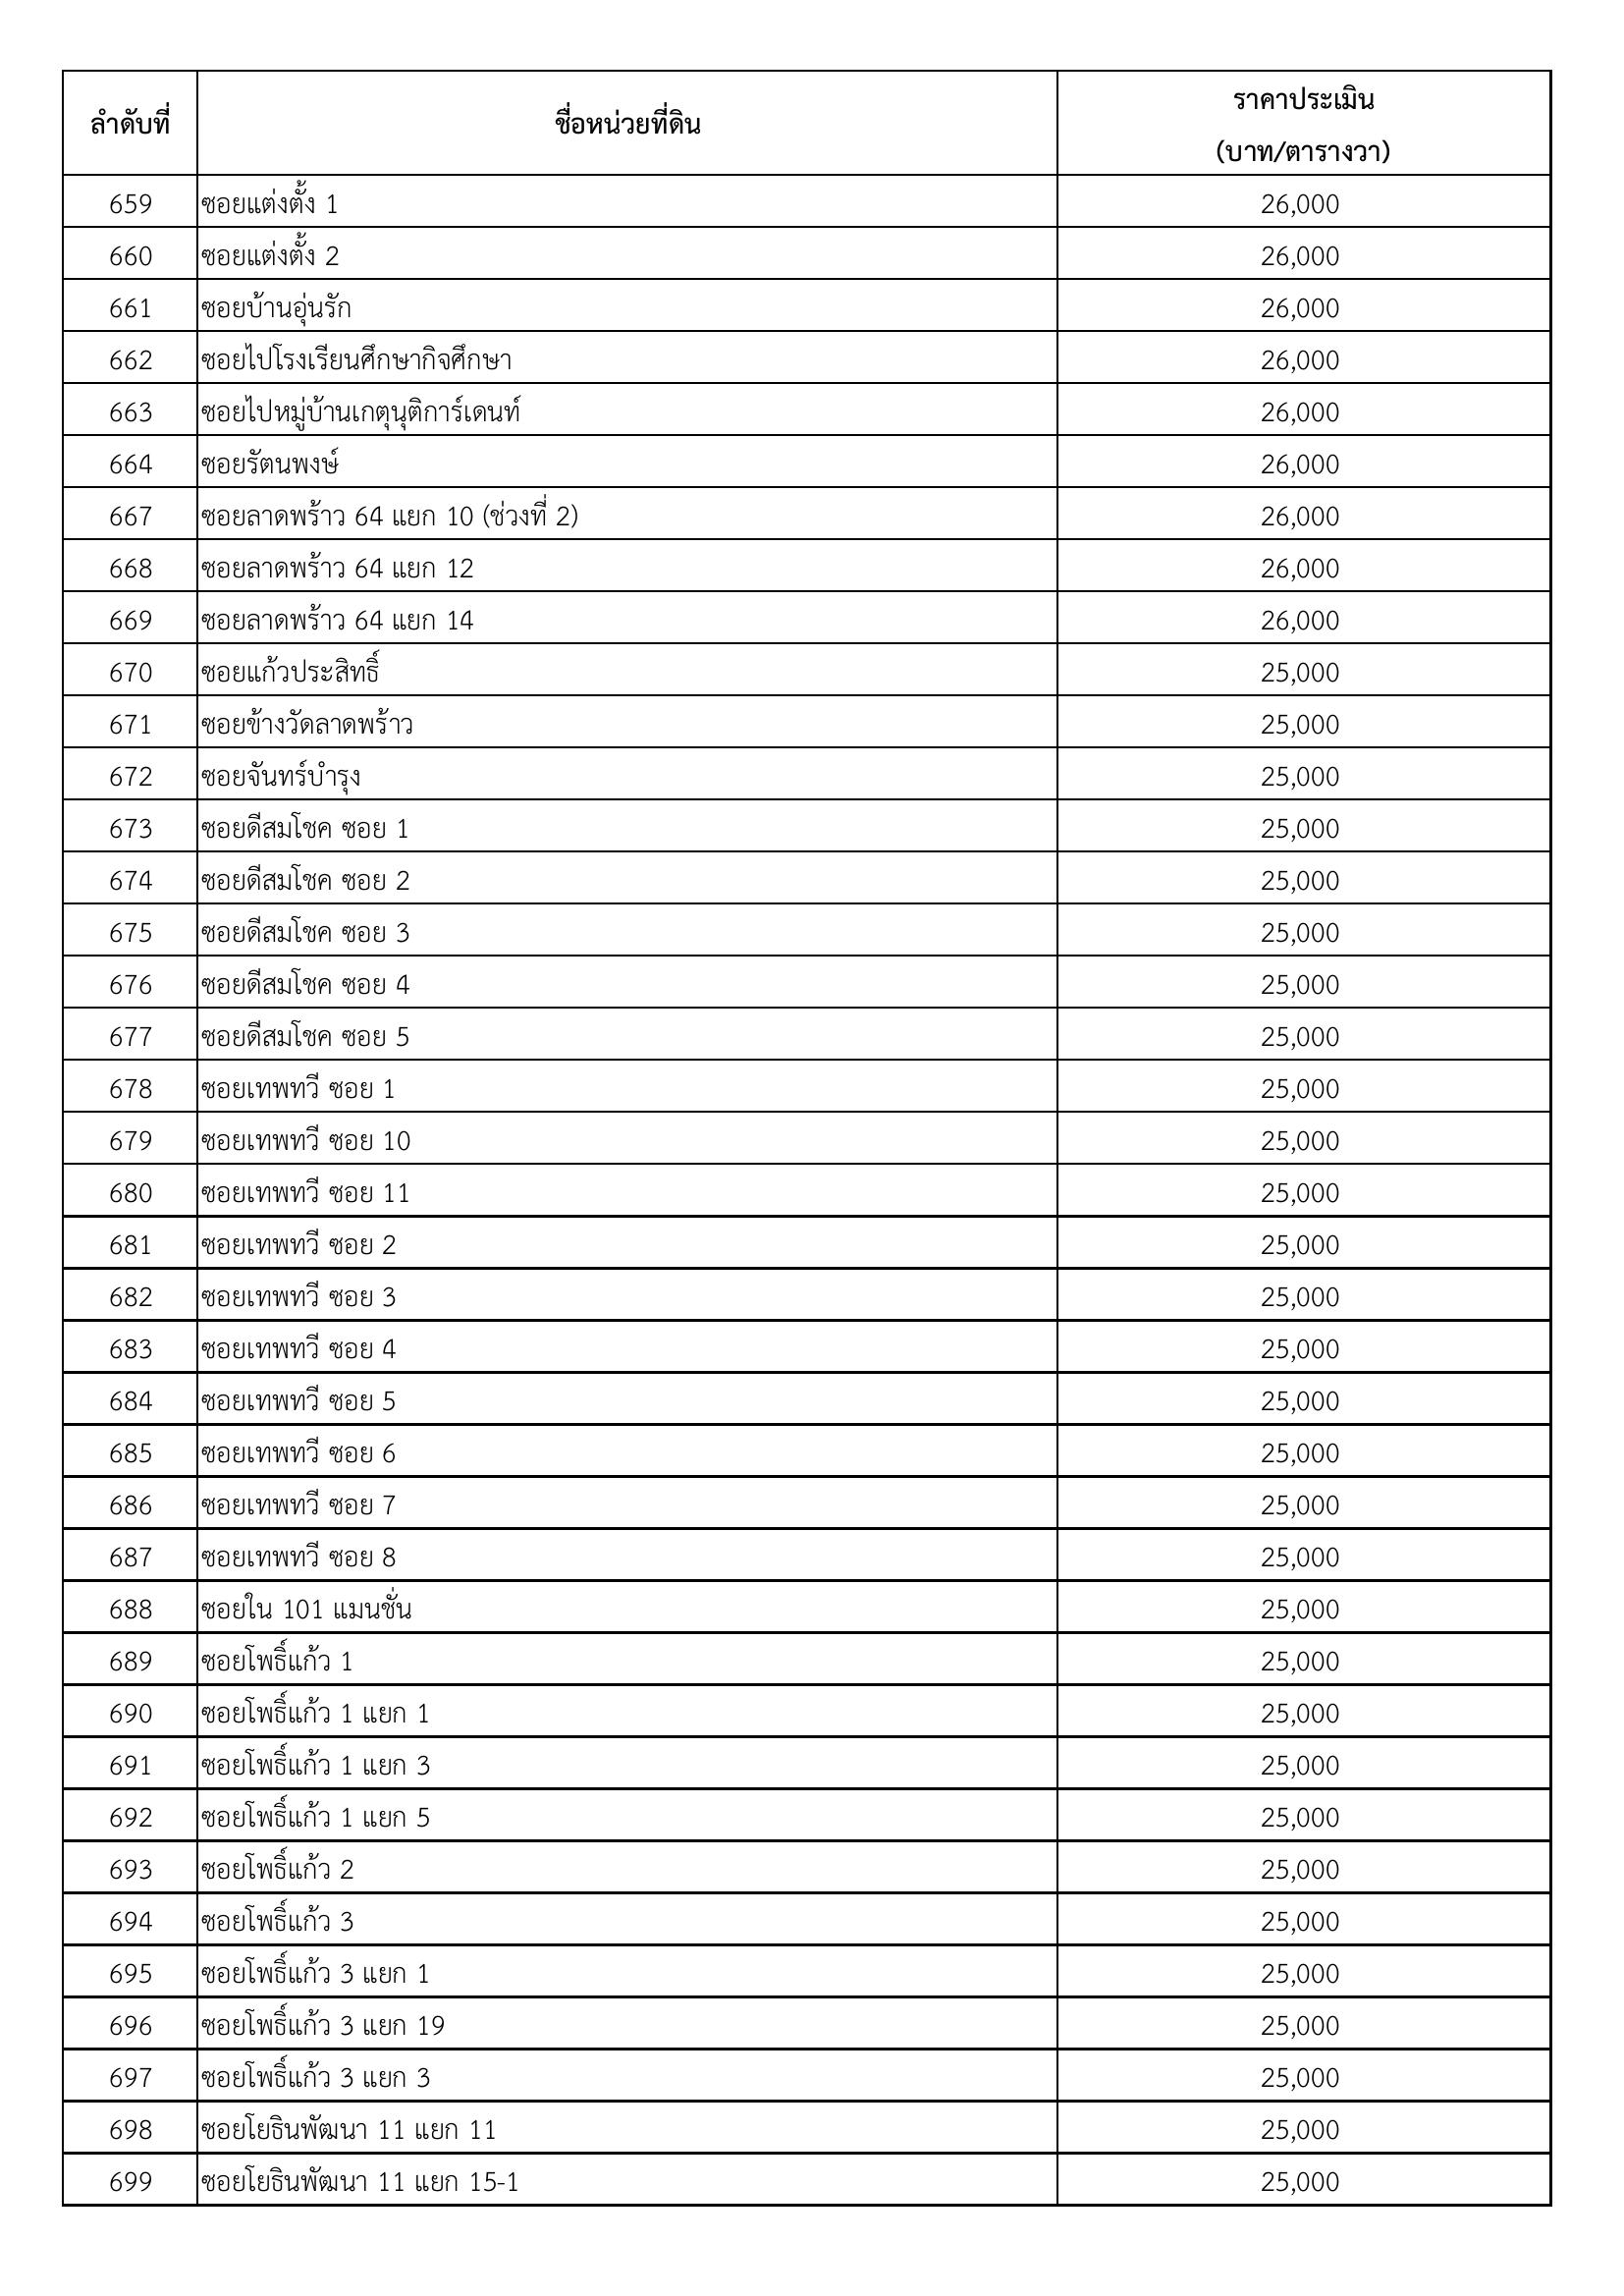 ลำดับที่ ชื่อหน่วยที่ดิน ราคาประเมิน
(บาท/ตารางวา)
659 ซอยแต่งตั้ง 1 26,000
660 ซอยแต่งตั้ง 2 26,000
661 ซอยบ้านอุ่นรัก 26,000
662 ซอยไปโรงเรียนศึกษากิจศึกษา 26,000
663 ซอยไปหมู่บ้านเกตุนุติการ์เดนท์ 26,000
664 ซอยรัตนพงษ์ 26,000
667 ซอยลาดพร้าว 64 แยก 10 (ช่วงที่ 2) 26,000
668 ซอยลาดพร้าว 64 แยก 12 26,000
669 ซอยลาดพร้าว 64 แยก 14 26,000
670 ซอยแก้วประสิทธิ์ 25,000
671 ซอยข้างวัดลาดพร้าว 25,000
672 ซอยจันทร์บำรุง 25,000
673 ซอยดีสมโชค ซอย 1 25,000
674 ซอยดีสมโชค ซอย 2 25,000
675 ซอยดีสมโชค ซอย 3 25,000
676 ซอยดีสมโชค ซอย 4 25,000
677 ซอยดีสมโชค ซอย 5 25,000
678 ซอยเทพทวี ซอย 1 25,000
679 ซอยเทพทวี ซอย 10 25,000
680 ซอยเทพทวี ซอย 11 25,000
681 ซอยเทพทวี ซอย 2 25,000
682 ซอยเทพทวี ซอย 3 25,000
683 ซอยเทพทวี ซอย 4 25,000
684 ซอยเทพทวี ซอย 5 25,000
685 ซอยเทพทวี ซอย 6 25,000
686 ซอยเทพทวี ซอย 7 25,000
687 ซอยเทพทวี ซอย 8 25,000
688 ซอยใน 101 แมนชั่น 25,000
689 ซอยโพธิ์แก้ว 1 25,000
690 ซอยโพธิ์แก้ว 1 แยก 1 25,000
691 ซอยโพธิ์แก้ว 1 แยก 3 25,000
692 ซอยโพธิ์แก้ว 1 แยก 5 25,000
693 ซอยโพธิ์แก้ว 2 25,000
694 ซอยโพธิ์แก้ว 3 25,000
695 ซอยโพธิ์แก้ว 3 แยก 1 25,000
696 ซอยโพธิ์แก้ว 3 แยก 19 25,000
697 ซอยโพธิ์แก้ว 3 แยก 3 25,000
698 ซอยโยธินพัฒนา 11 แยก 11 25,000
699 ซอยโยธินพัฒนา 11 แยก 15-1 25,000